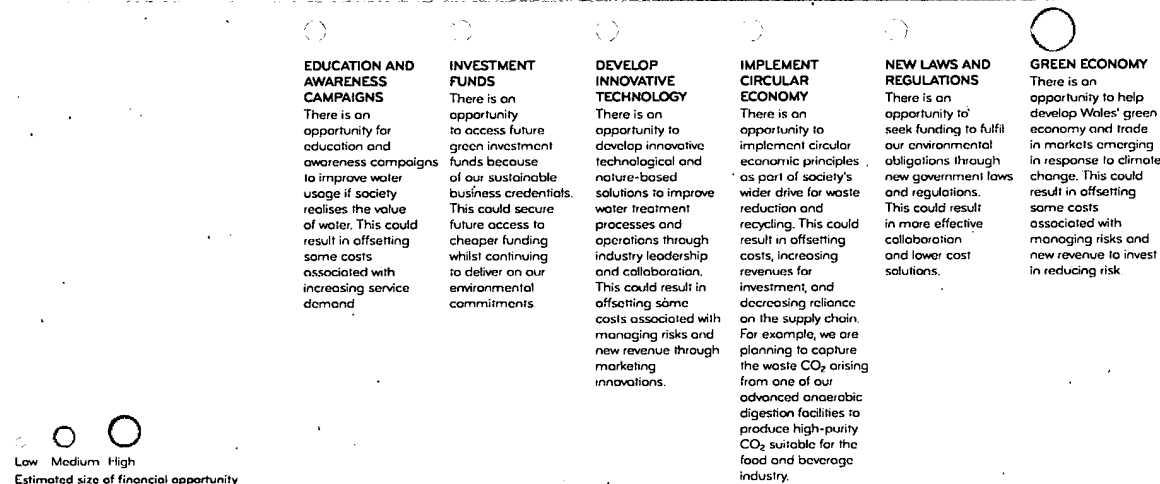 EDUCATION AND
AWARENESS
CAMPAIGNS
There is an
opportunity for
education and
awareness campaigns
to improve water
usage if society
realises the value
of water. This could
result in offsetting
some costs
associated with
increasing service
demand
INVESTMENT
FUNDS
There is an
opportunity
to access future
green investment
funds because
of our sustainable
business credentials.
This could secure
future access to
cheaper funding
whilst continuing
to deliver on our
environmental
commitments
DEVELOP
INNOVATIVE
TECHNOLOGY
There is an
opportunity to
develop innovative
technological and
nature-based
solutions to improve
water treatment
processes and
operations through
industry leadership
and collaboration.
This could result in
offsetting some
costs associated with
managing risks and
new revenue through
marketing
innovations.
IMPLEMENT
CIRCULAR
ECONOMY
There is an
opportunity to
implement circular
economic principles
as part of society's
wider drive for waste
reduction and
recycling. This could
result in offsetting
costs, increasing
revenues for
investment, and
decreasing reliance
on the supply chain.
For example, we are
planning to capture
the waste CO₂ arising
from one of our
advanced anaerobic
digestion facilities to
produce high-purity
CO₂ suitable for the
food and beverage
industry.
NEW LAWS AND
REGULATIONS
There is an
opportunity to
seek funding to fulfil
our environmental
obligations through
new government laws
and regulations.
This could result
in more effective
collaboration
and lower cost
solutions.
GREEN ECONOMY
There is an
opportunity to help
develop Wales' green
economy and trade
in markets emerging
in response to climate
change. This could
result in offsetting
some costs
associated with
managing risks and
new revenue to invest
in reducing risk
Low Medium High
Estimated size of financial opportunity